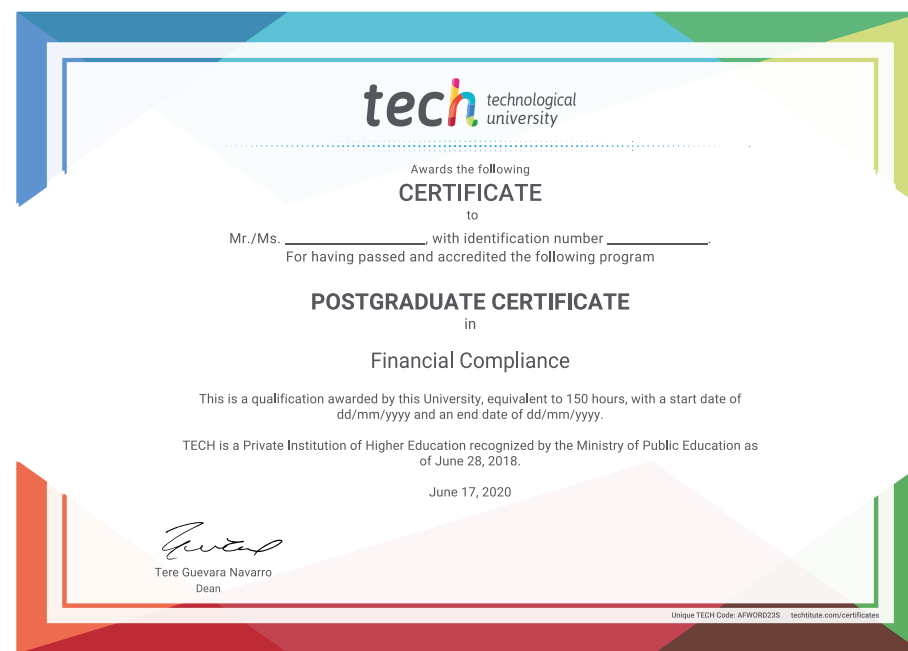 tech technological
university
Awards the following
CERTIFICATE
to
Mr./Ms. ____________________, with identification number ______________.
For having passed and accredited the following program
POSTGRADUATE CERTIFICATE
in
Financial Compliance
This is a qualification awarded by this University, equivalent to 150 hours, with a start date of
dd/mm/yyyy and an end date of dd/mm/yyyy.
TECH is a Private Institution of Higher Education recognized by the Ministry of Public Education as
of June 28, 2018.
June 17, 2020
Tere Guevara Navarro
Dean
Unique TECH Code: AFWORD23S techtitute.com/certificates